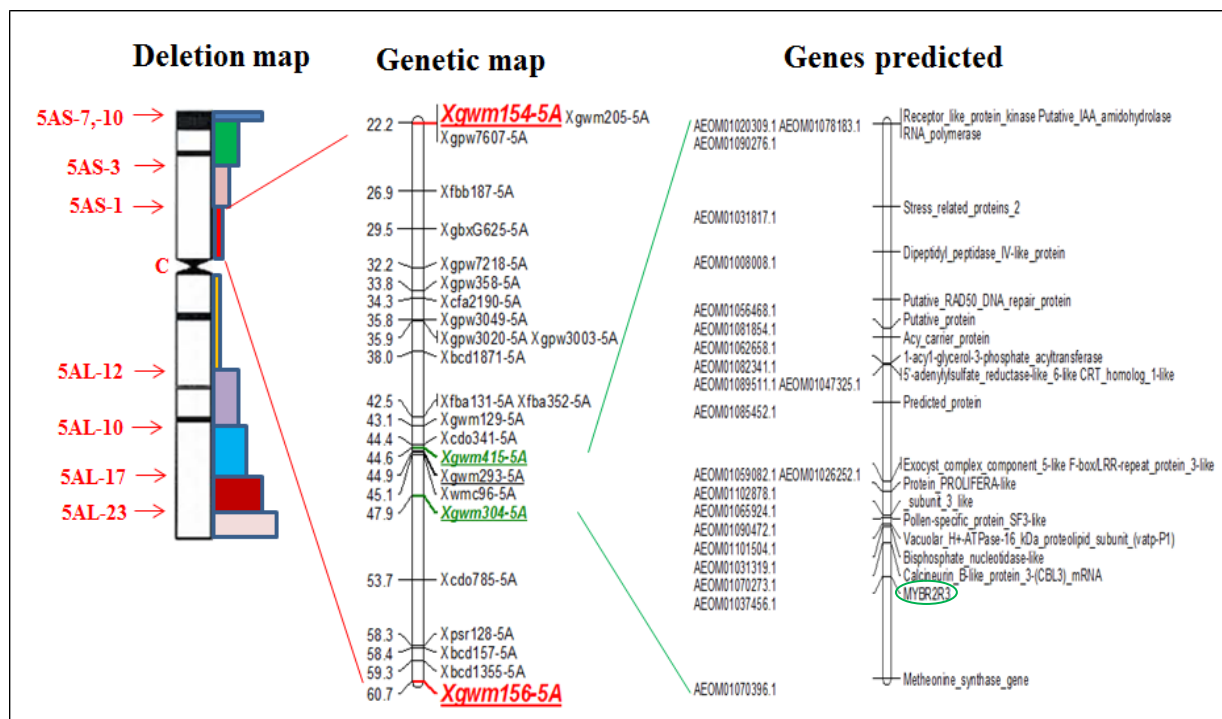 Deletion map
5AS-7,-10
5AS-3
5AS-1
C
5AL-12
5AL-10
5AL-17
5AL-23
Genetic map
22.2
26.9
29.5
32.2
33.8
34.3
35.8
35.9
38.0
42.5
43.1
44.4
44.6
44.9
45.1
47.9
53.7
58.3
58.4
59.3
60.7
Xgwm154-5A Xgwm205-5A
Xgpw7607-5A
Xfbb187-5A
XgbxG625-5A
Xgpw7218-5A
Xgpw358-5A
Xcfa2190-5A
Xgpw3049-5A
Xgpw3020-5A Xgpw3003-5A
Xbcd1871-5A
Xfba131-5A Xfba352-5A
Xgwm129-5A
Xcdo341-5A
Xgwm415-5A
Xgwm293-5A
Xwmc96-5A
Xgwm304-5A
Xcdo785-5A
Xpsr128-5A
Xbcd157-5A
Xbcd1355-5A
Xgwm156-5A
Genes predicted
AEOM01020309.1 AEOM01078183.1
AEOM01090276.1
AEOM01031817.1
AEOM01008008.1
AEOM01056468.1
AEOM01081854.1
AEOM01062658.1
AEOM01082341.1
AEOM01089511.1 AEOM01047325.1
AEOM01085452.1
AEOM01059082.1 AEOM01026252.1
AEOM01102878.1
AEOM01065924.1
AEOM01090472.1
AEOM01101504.1
AEOM01031319.1
AEOM01070273.1
AEOM01037456.1
AEOM01070396.1
Receptor_like_protein_kinase Putative_IAA_amidohydrolase
RNA_polymerase
Stress_related_proteins_2
Dipeptidyl_peptidase_IV-like_protein
Putative_RAD50_DNA_repair_protein
Putative_protein
Acy_carrier_protein
1-acy1-glycerol-3-phosphate_acyltransferase
5'-adenylylsulfate_reductase-like_6-like CRT_homolog_1-like
Predicted_protein
Exocyst_complex_component_5-like F-box/LRR-repeat_protein_3-like
Protein_PROLIFERA-like
_subunit_3_like
Pollen-specific_protein_SF3-like
Vacuolar_H+-ATPase-16_kDa_proteolipid_subunit_(vatp-P1)
Bisphosphate_nucleotidase-like
Calcineurin_B-like_protein_3-(CBL3)_mRNA
MYBR2R3
Metheonine_synthase_gene